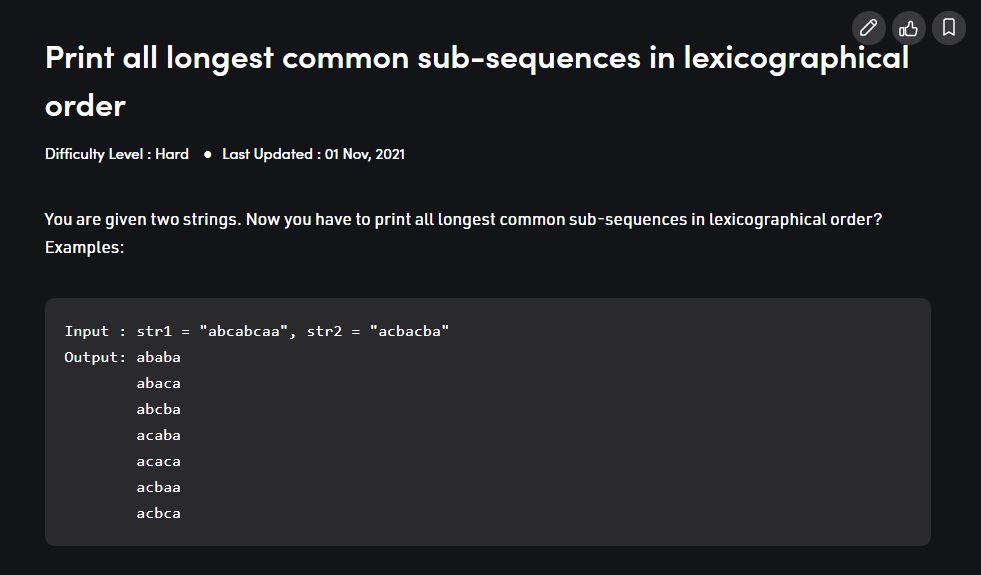 Print all longest common sub-sequences in lexicographical
order
Difficulty Level : Hard ● Last Updated : 01 Nov, 2021
You are given two strings. Now you have to print all longest common sub-sequences in lexicographical order?
Examples:
Input : str1 = "abcabcaa", str2 = "acbacba"
Output: ababa
abaca
abcba
acaba
acaca
acbaa
acbca